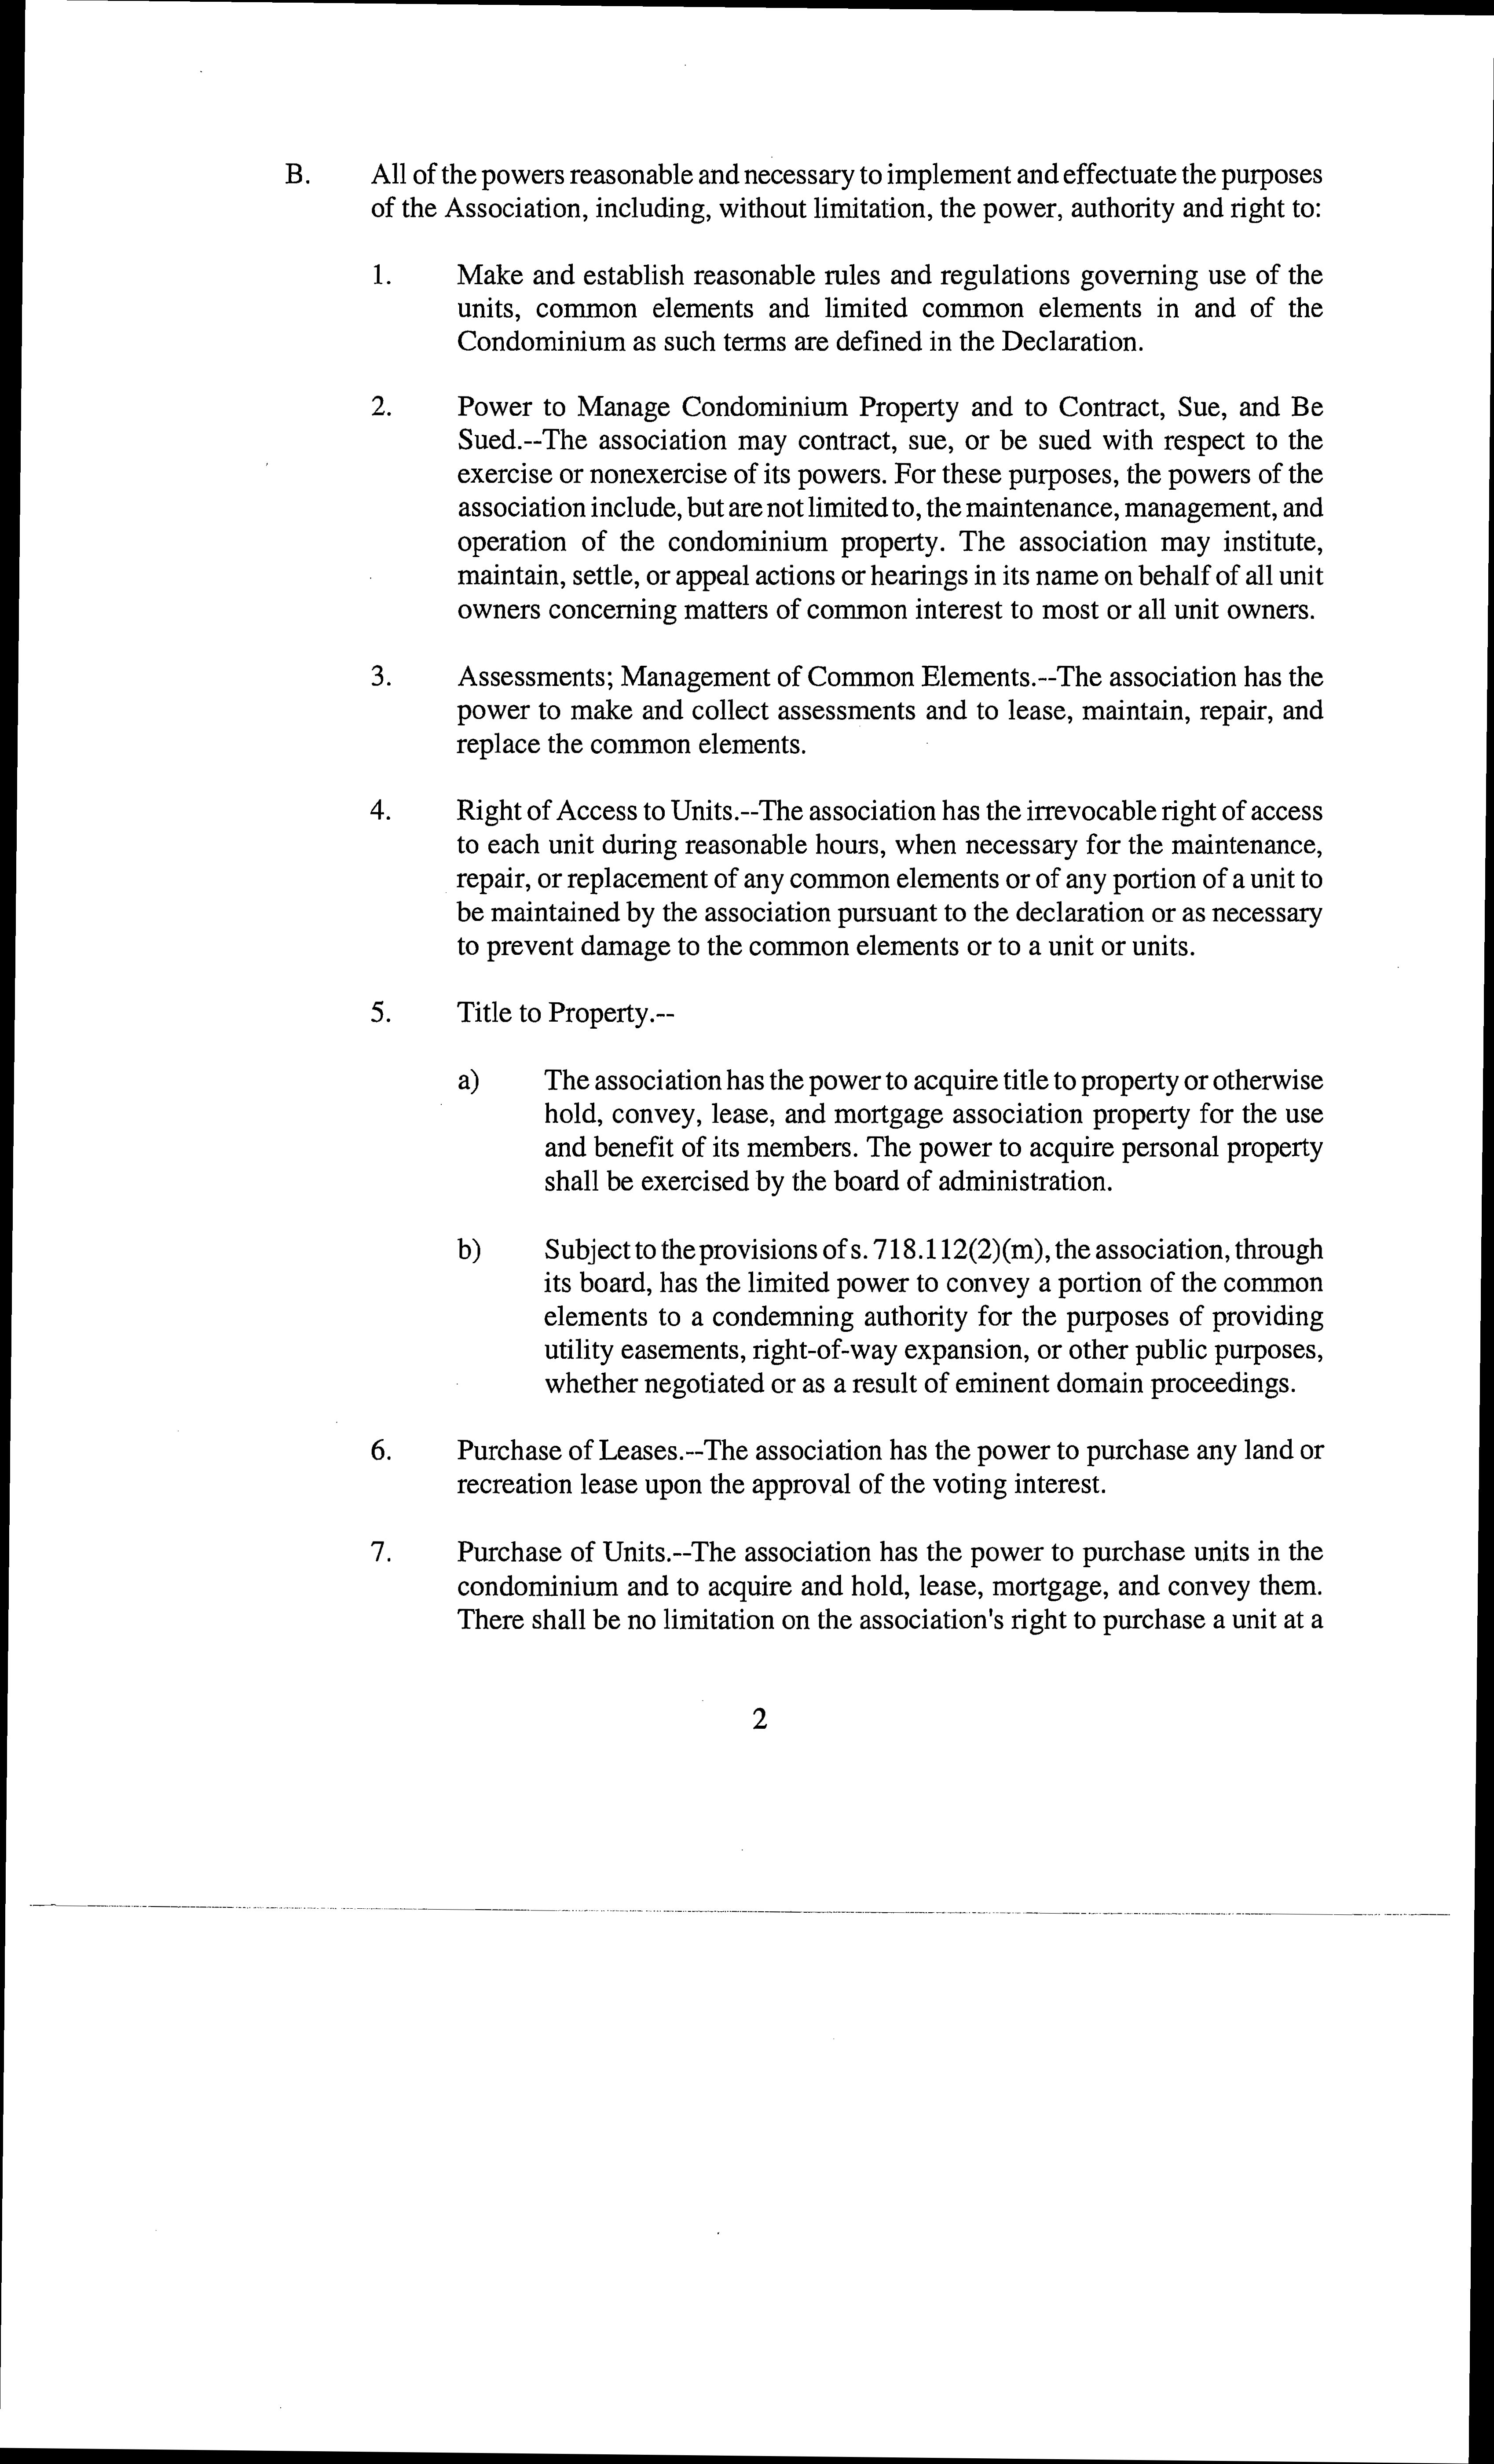 B. All of the powers reasonable and necessary to implement and effectuate the purposes
of the Association, including, without limitation, the power, authority and right to:
1. Make and establish reasonable rules and regulations governing use of the
units, common elements and limited common elements in and of the
Condominium as such terms are defined in the Declaration.
2. Power to Manage Condominium Property and to Contract, Sue, and Be
Sued.--The association may contract, sue, or be sued with respect to the
exercise or nonexercise of its powers. For these purposes, the powers of the
association include, but are not limited to, the maintenance, management, and
operation of the condominium property. The association may institute,
maintain, settle, or appeal actions or hearings in its name on behalf of all unit
owners concerning matters of common interest to most or all unit owners.
3. Assessments; Management of Common Elements.--The association has the
power to make and collect assessments and to lease, maintain, repair, and
replace the common elements.
4. Right of Access to Units.--The association has the irrevocable right of access
to each unit during reasonable hours, when necessary for the maintenance,
repair, or replacement of any common elements or of any portion of a unit to
be maintained by the association pursuant to the declaration or as necessary
to prevent damage to the common elements or to a unit or units.
5. Title to Property.--
a) The association has the power to acquire title to property or otherwise
hold, convey, lease, and mortgage association property for the use
and benefit of its members. The power to acquire personal property
shall be exercised by the board of administration.
b) Subject to the provisions of s. 718.112(2)(m), the association, through
its board, has the limited power to convey a portion of the common
elements to a condemning authority for the purposes of providing
utility easements, right-of-way expansion, or other public purposes,
whether negotiated or as a result of eminent domain proceedings.
6. Purchase of Leases.--The association has the power to purchase any land or
recreation lease upon the approval of the voting interest.
7. Purchase of Units.--The association has the power to purchase units in the
condominium and to acquire and hold, lease, mortgage, and convey them.
There shall be no limitation on the association's right to purchase a unit at a
2